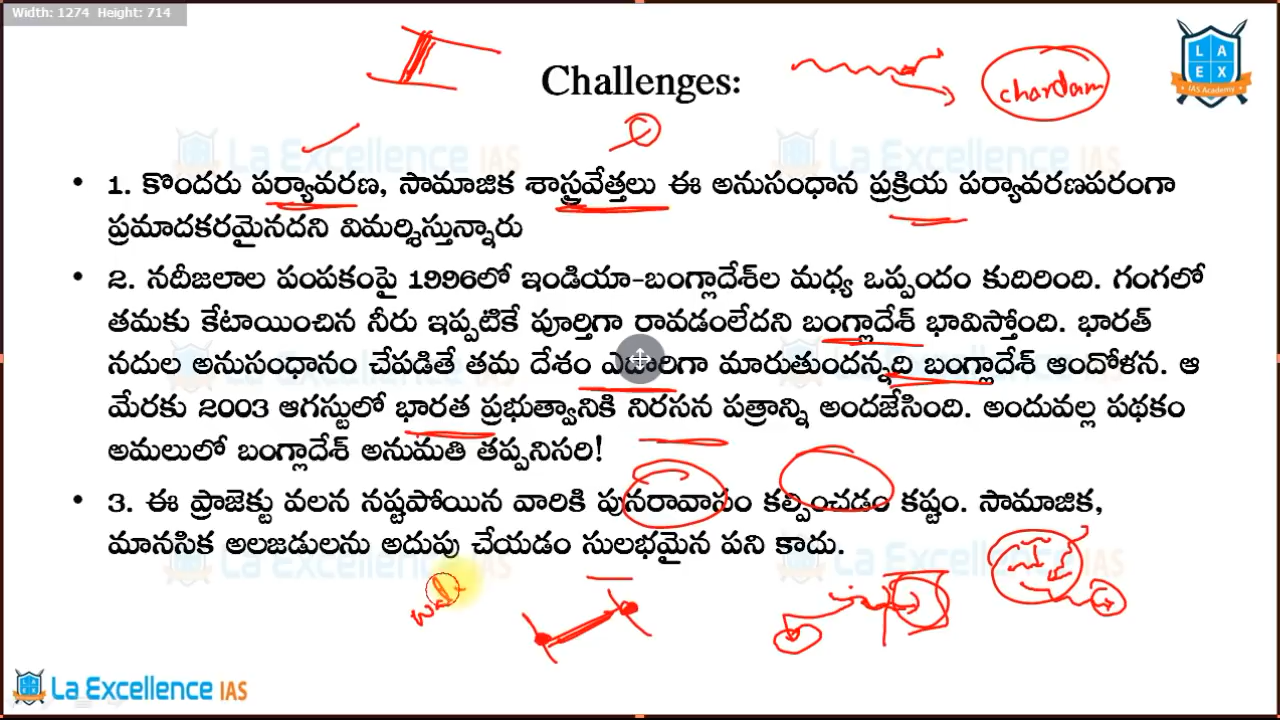 Width: 1274 Height: 714
Challenges:
chardam
LA
EX
IAS Academy
La Excellence IAS
• 1. కొందరు పర్యావరణ, సామాజిక శాస్త్రవేత్తలు ఈ అనుసంధాన ప్రక్రియ పర్యావరణపరంగా
ప్రమాదకరమైనదని విమర్శిస్తున్నారు
• 2. నదీజలాల పంపకంపై 1996లో ఇండియా-బంగ్లాదేశ్‌ల మధ్య ఒప్పందం కుదిరింది. గంగలో
తమకు కేటాయించిన నీరు ఇప్పటికే పూర్తిగా రావడంలేదని బంగ్లాదేశ్ భావిస్తోంది. భారత్
నదుల అనుసంధానం చేపడితే తమ దేశం ఎడారిగా మారుతుందన్నది బంగ్లాదేశ్ ఆందోళన. ఆ
మేరకు 2003 ఆగస్టులో భారత ప్రభుత్వానికి నిరసన పత్రాన్ని అందజేసింది. అందువల్ల పథకం
అమలులో బంగ్లాదేశ్ అనుమతి తప్పనిసరి!
• 3. ఈ ప్రాజెక్టు వలన నష్టపోయిన వారికి పునరావాసం కల్పించడం కష్టం. సామాజిక,
మానసిక అలజడులను అదుపు చేయడం సులభమైన పని కాదు.
La Excellence IAS